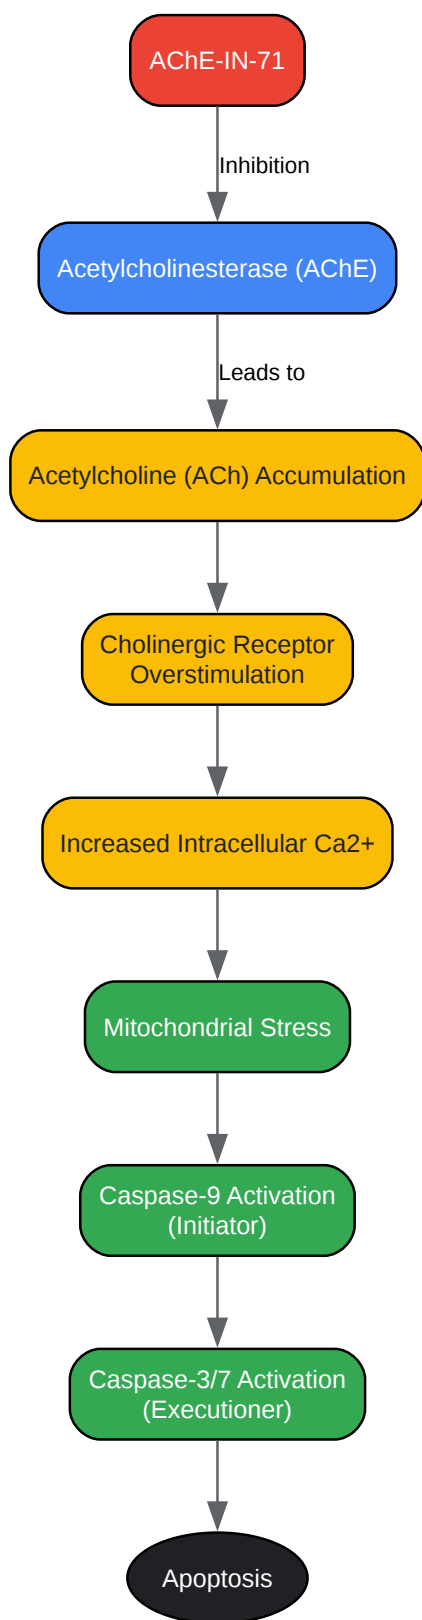 AChE-IN-71
Inhibition
Acetylcholinesterase (AChE)
Leads to
Acetylcholine (ACh) Accumulation
Cholinergic Receptor
Overstimulation
Increased Intracellular Ca2+
Mitochondrial Stress
Caspase-9 Activation
(Initiator)
Caspase-3/7 Activation
(Executioner)
Apoptosis